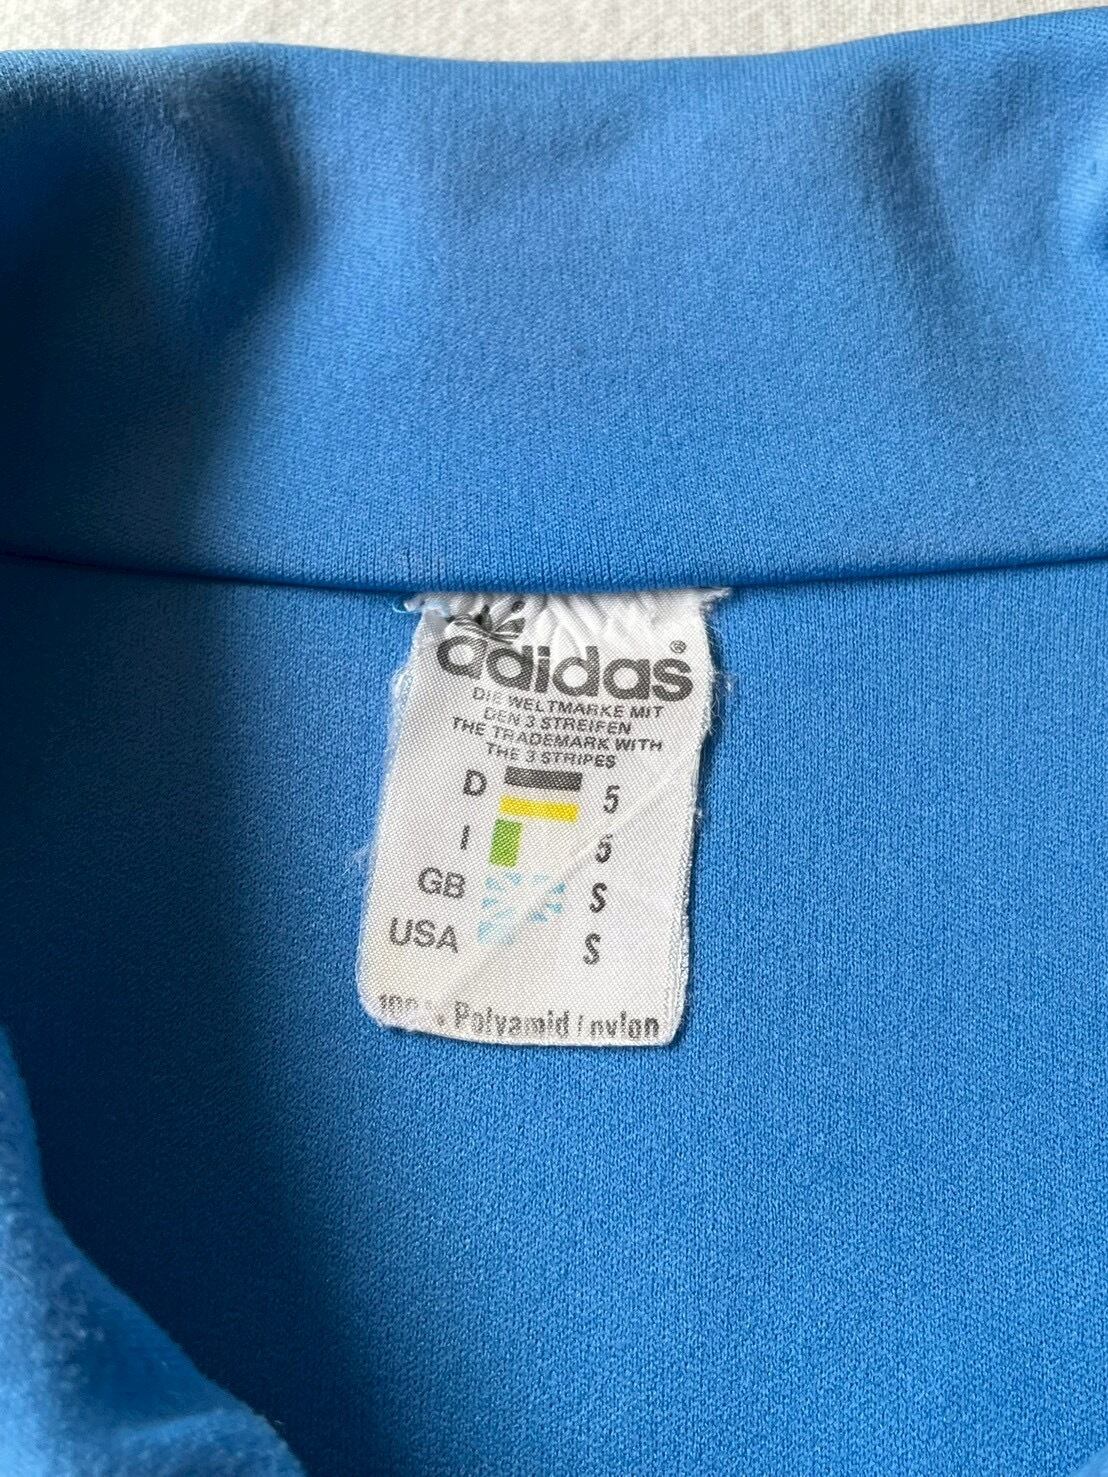 adidas®
DIE WELTMARKE MIT
DEN 3 STREIFEN
THE TRADEMARK WITH
THE 3 STRIPES
D 5
I 5
GB S
USA S
100% Polyamid / nylon